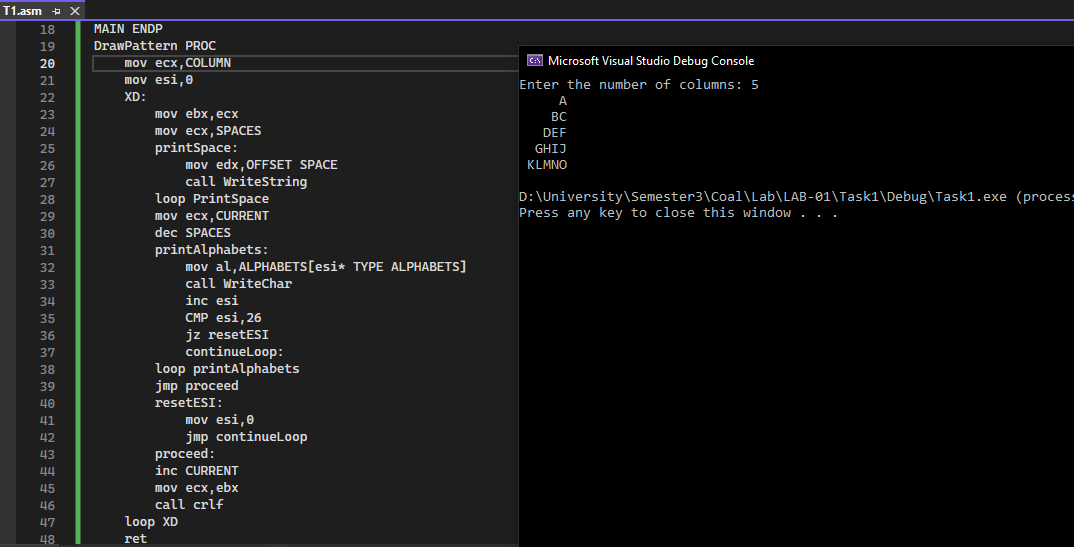 T1.asm
18 MAIN ENDP
19 DrawPattern PROC
20 mov ecx,COLUMN
21 mov esi,0
22 XD:
23 mov ebx,ecx
24 mov ecx,SPACES
25 printSpace:
26 mov edx,OFFSET SPACE
27 call WriteString
28 loop PrintSpace
29 mov ecx,CURRENT
30 dec SPACES
31 printAlphabets:
32 mov al,ALPHABETS[esi* TYPE ALPHABETS]
33 call WriteChar
34 inc esi
35 CMP esi,26
36 jz resetESI
37 continueLoop:
38 loop printAlphabets
39 jmp proceed
40 resetESI:
41 mov esi,0
42 jmp continueLoop
43 proceed:
44 inc CURRENT
45 mov ecx,ebx
46 call crlf
47 loop XD
48 ret
Microsoft Visual Studio Debug Console
Enter the number of columns: 5
A
BC
DEF
GHIJ
KLMNO
D:\University\Semester3\Coal\Lab\LAB-01\Task1\Debug\Task1.exe (process
Press any key to close this window . . .